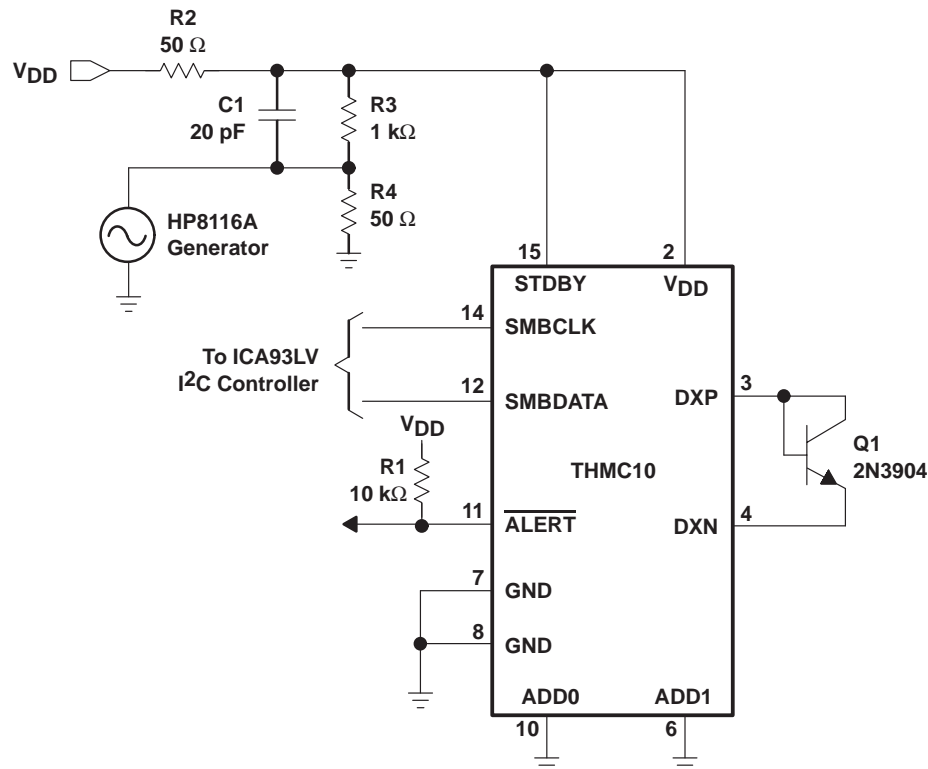 R2
50 Ω
VDD
C1
20 pF
R3
1 kΩ
R4
50 Ω
HP8116A
Generator
15
2
STDBY
VDD
14
SMBCLK
To ICA93LV
I2C Controller
12
SMBDATA
3
DXP
VDD
Q1
2N3904
R1
10 kΩ
THMC10
11
ALERT
4
DXN
7
GND
8
GND
ADD0
ADD1
10
6